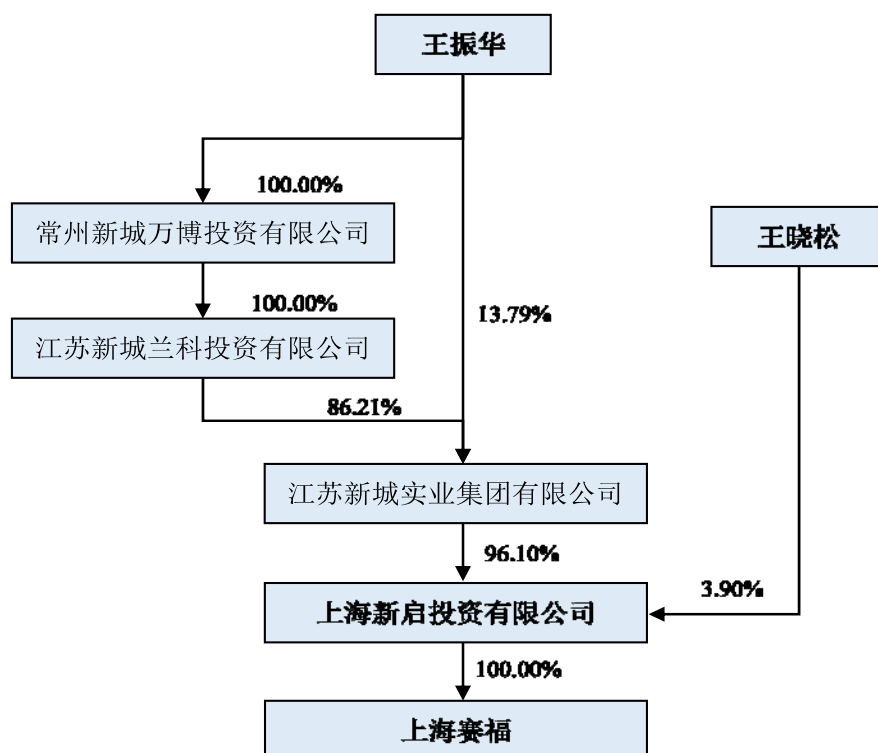 王振华
100.00%
常州新城万博投资有限公司
王晓松
100.00%
13.79%
江苏新城兰科投资有限公司
86.21%
江苏新城实业集团有限公司
96.10%
上海新启投资有限公司
3.90%
100.00%
上海赛福